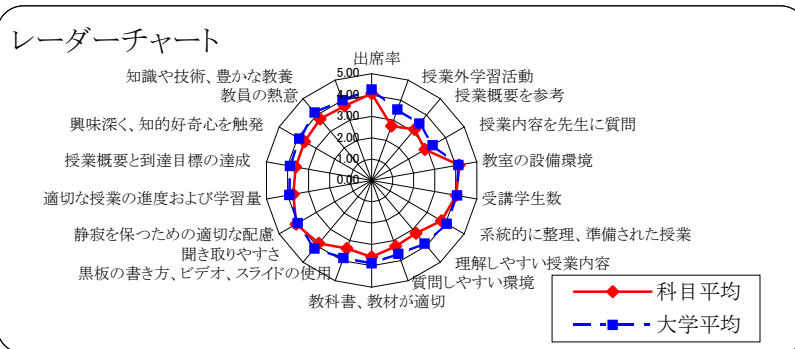 レーダーチャート
出席率
授業外学習活動
授業概要を参考
授業内容を先生に質問
教室の設備環境
受講学生数
系統的に整理、準備された授業
理解しやすい授業内容
質問しやすい環境
教科書、教材が適切
黒板の書き方、ビデオ、スライドの使用
聞き取りやすさ
静寂を保つための適切な配慮
適切な授業の進度および学習量
授業概要と到達目標の達成
興味深く、知的好奇心を触発
教員の熱意
知識や技術、豊かな教養
5.00
4.00
3.00
2.00
1.00
0.00
科目平均
大学平均